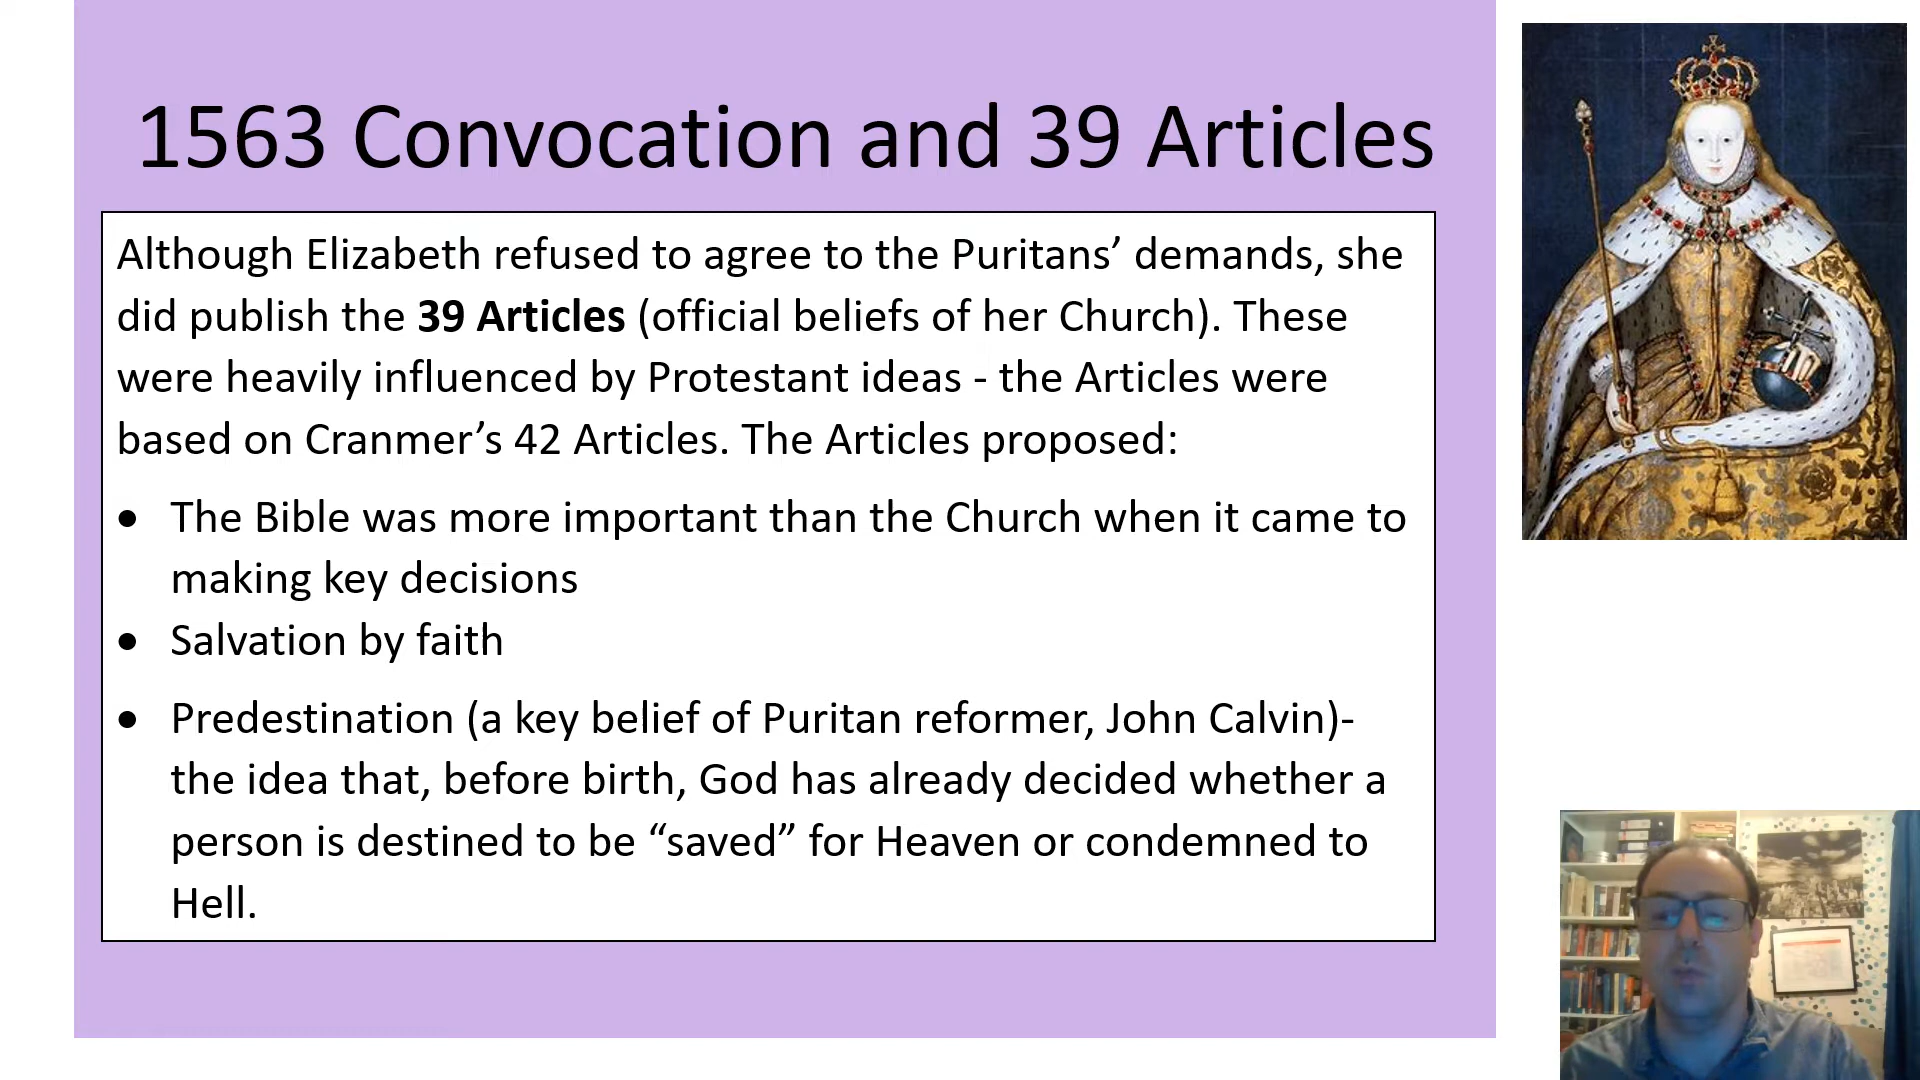 1563 Convocation and 39 Articles
Although Elizabeth refused to agree to the Puritans’ demands, she
did publish the 39 Articles (official beliefs of her Church). These
were heavily influenced by Protestant ideas - the Articles were
based on Cranmer’s 42 Articles. The Articles proposed:
• The Bible was more important than the Church when it came to
making key decisions
• Salvation by faith
• Predestination (a key belief of Puritan reformer, John Calvin)-
the idea that, before birth, God has already decided whether a
person is destined to be “saved” for Heaven or condemned to
Hell.